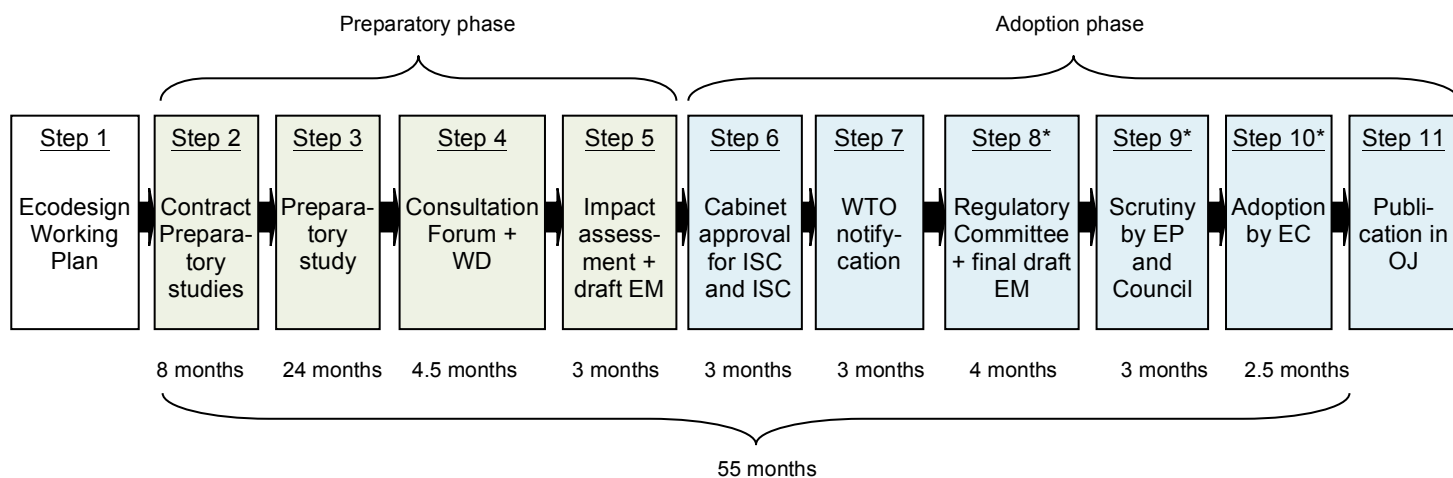 Preparatory phase
Adoption phase
Step 1
Ecodesign
Working
Plan
Step 2
Contract
Prepara-
tory
studies
Step 3
Prepara-
tory
study
Step 4
Consultation
Forum +
WD
Step 5
Impact
assess-
ment +
draft EM
Step 6
Cabinet
approval
for ISC
and ISC
Step 7
WTO
notify-
cation
Step 8*
Regulatory
Committee
+ final draft
EM
Step 9*
Scrutiny
by EP
and
Council
Step 10*
Adoption
by EC
Step 11
Publi-
cation in
OJ
8 months
24 months
4.5 months
3 months
3 months
3 months
4 months
3 months
2.5 months
55 months